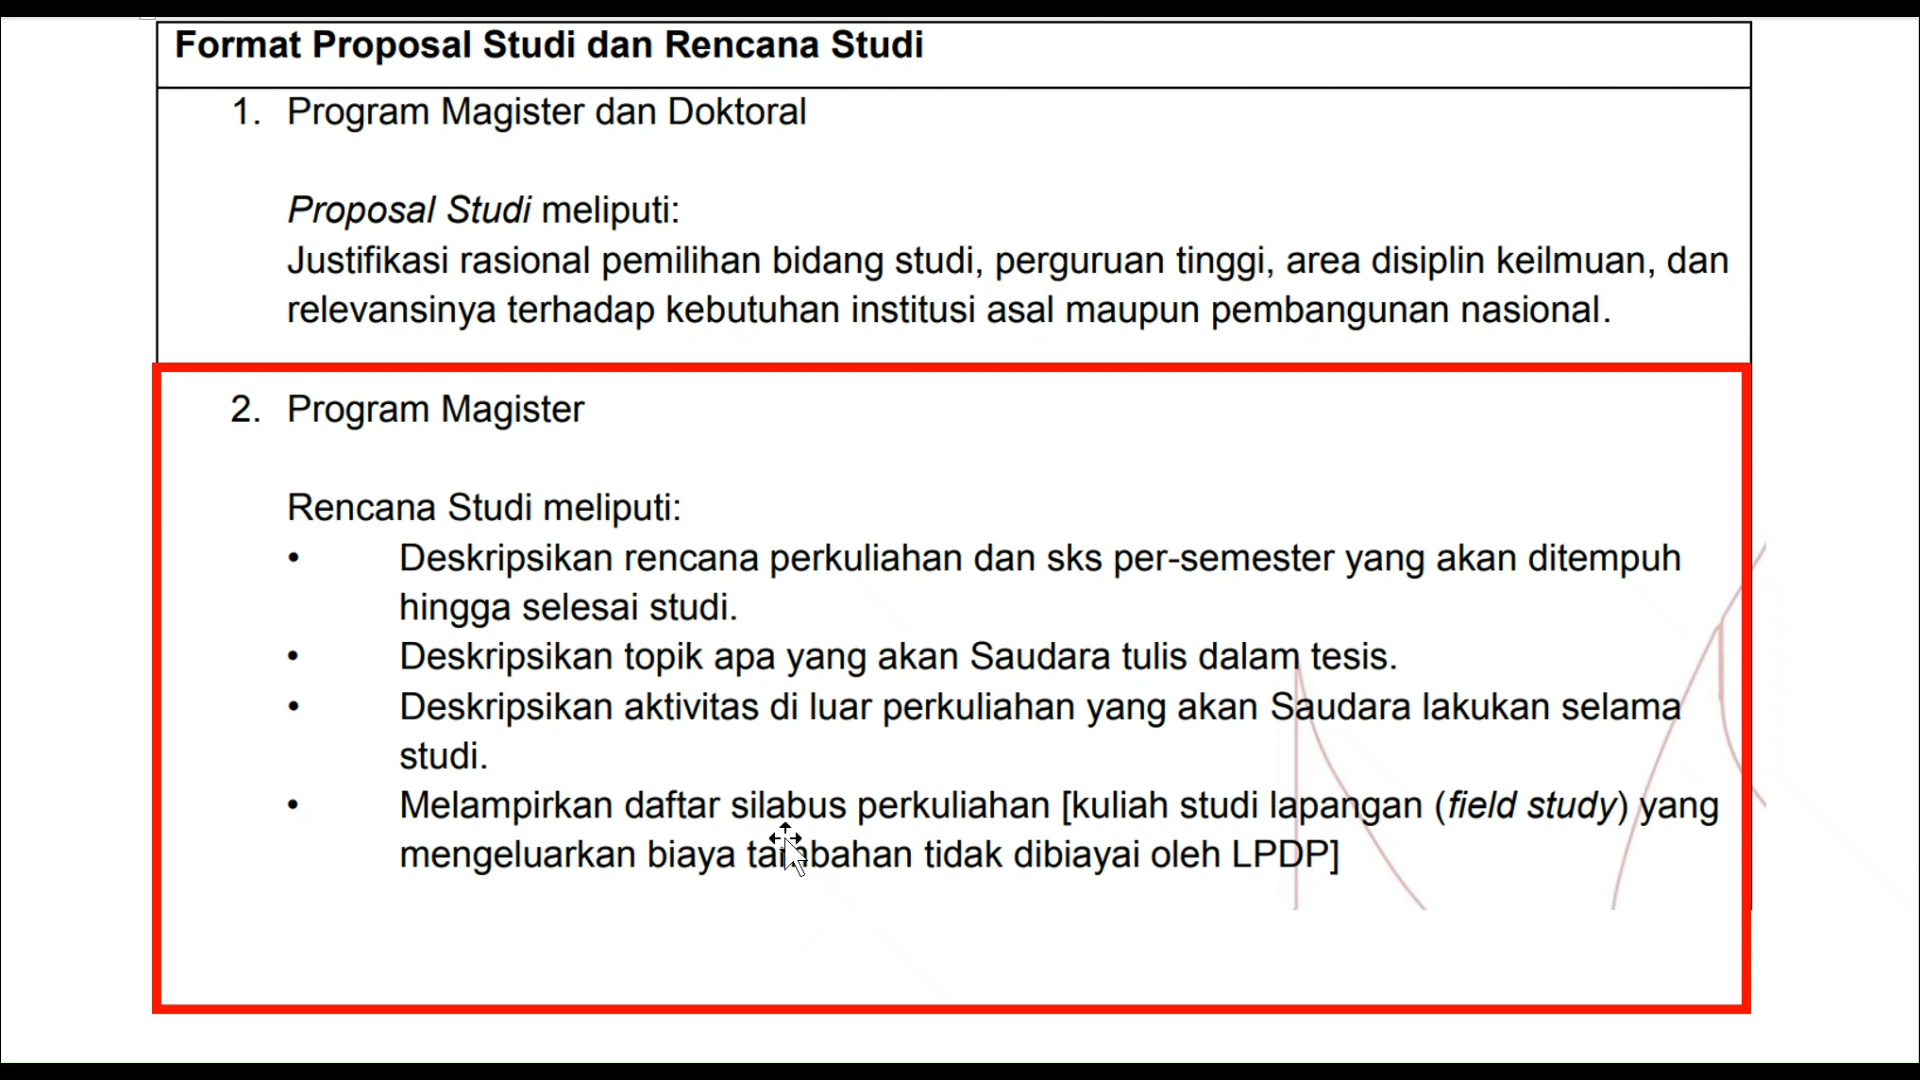 Format Proposal Studi dan Rencana Studi
1. Program Magister dan Doktoral
Proposal Studi meliputi:
Justifikasi rasional pemilihan bidang studi, perguruan tinggi, area disiplin keilmuan, dan
relevansinya terhadap kebutuhan institusi asal maupun pembangunan nasional.
2. Program Magister
Rencana Studi meliputi:
• Deskripsikan rencana perkuliahan dan sks per-semester yang akan ditempuh
hingga selesai studi.
• Deskripsikan topik apa yang akan Saudara tulis dalam tesis.
• Deskripsikan aktivitas di luar perkuliahan yang akan Saudara lakukan selama
studi.
• Melampirkan daftar silabus perkuliahan [kuliah studi lapangan (field study) yang
mengeluarkan biaya tambahan tidak dibiayai oleh LPDP]